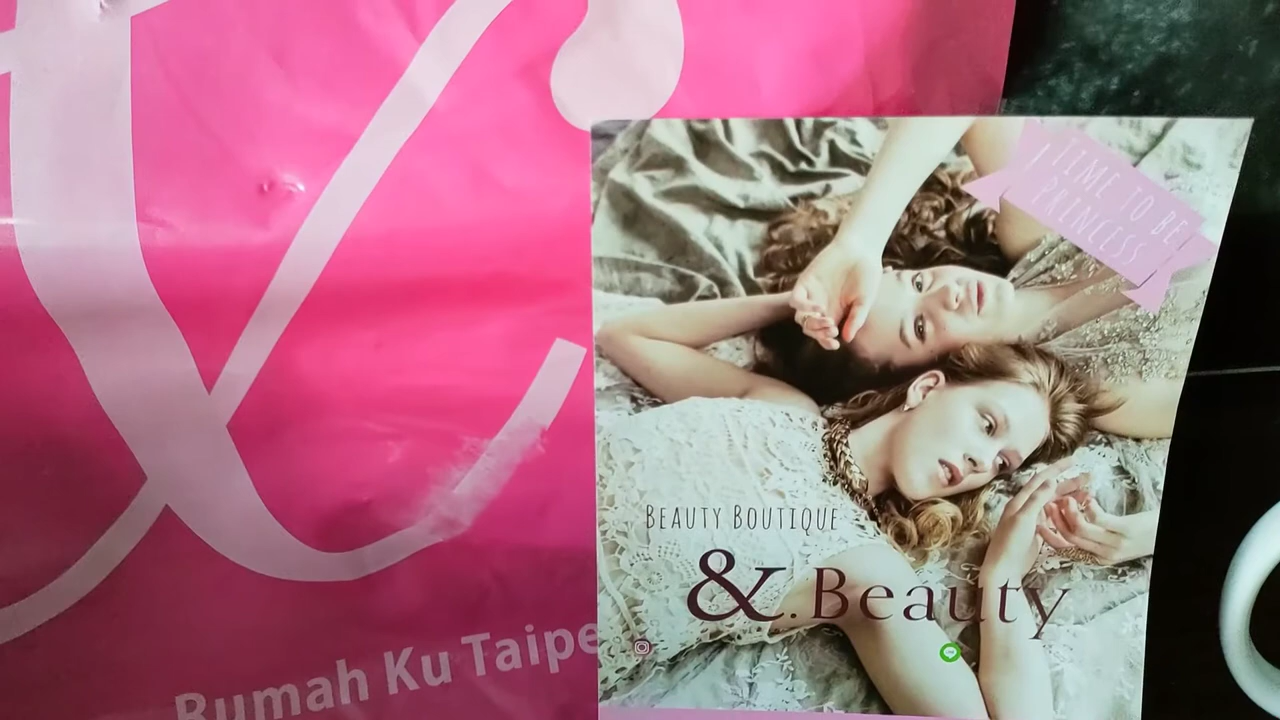 TIME TO BE
PRINCESS
BEAUTY BOUTIQUE
&.Beauty
Rumah Ku Taipe